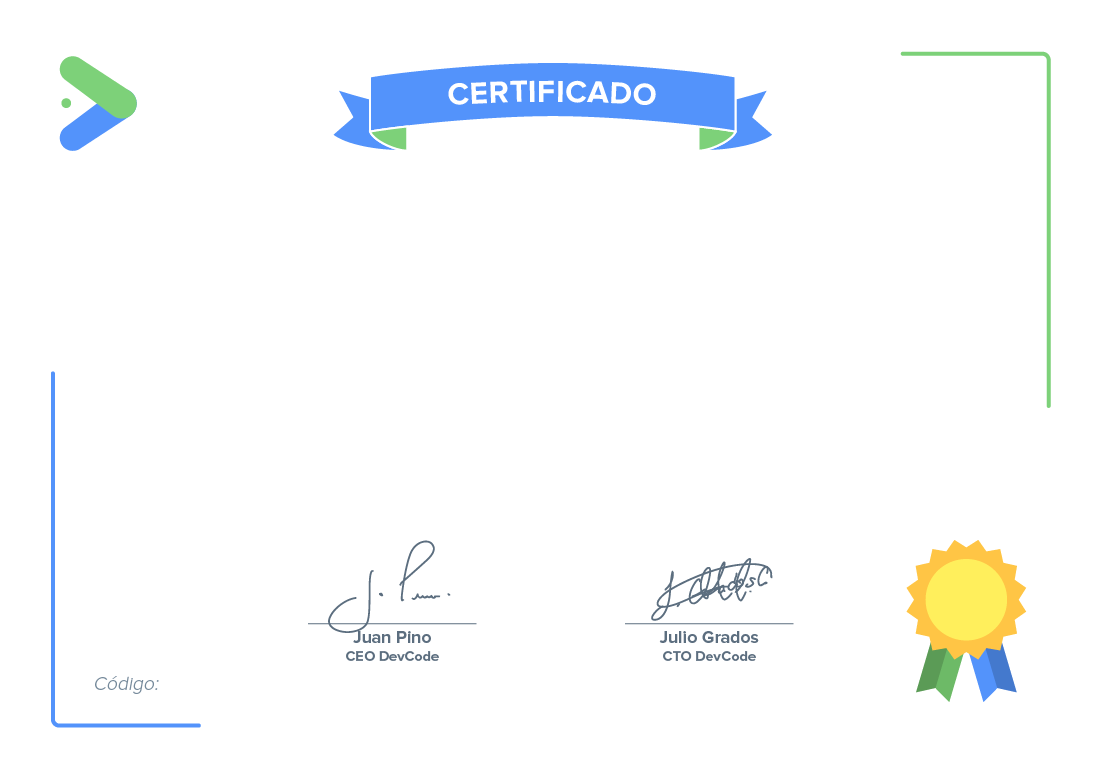 CERTIFICADO
Juan Pino
CEO DevCode
Julio Grados
CTO DevCode
Código: